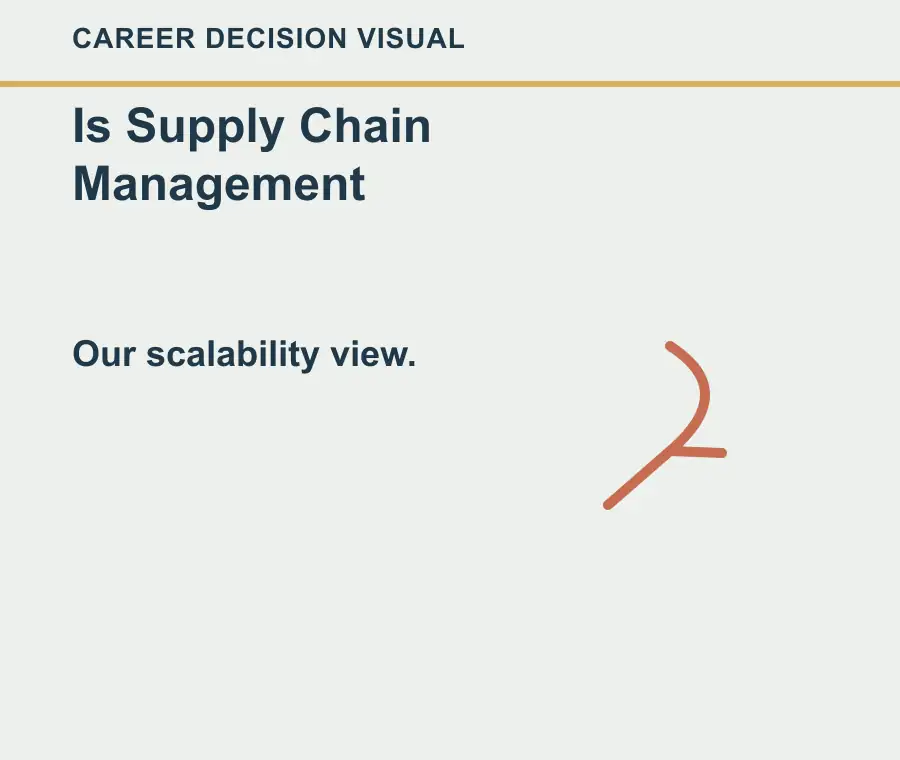 CAREER DECISION VISUAL
Is Supply Chain
Management
Our scalability view.